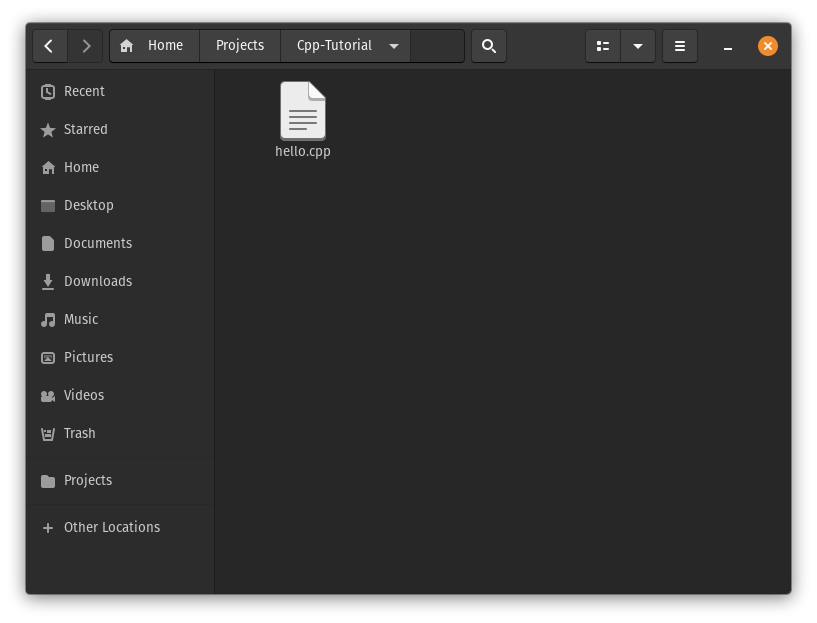 Home Projects Cpp-Tutorial
Recent
Starred
Home
Desktop
Documents
Downloads
Music
Pictures
Videos
Trash
Projects
Other Locations
hello.cpp